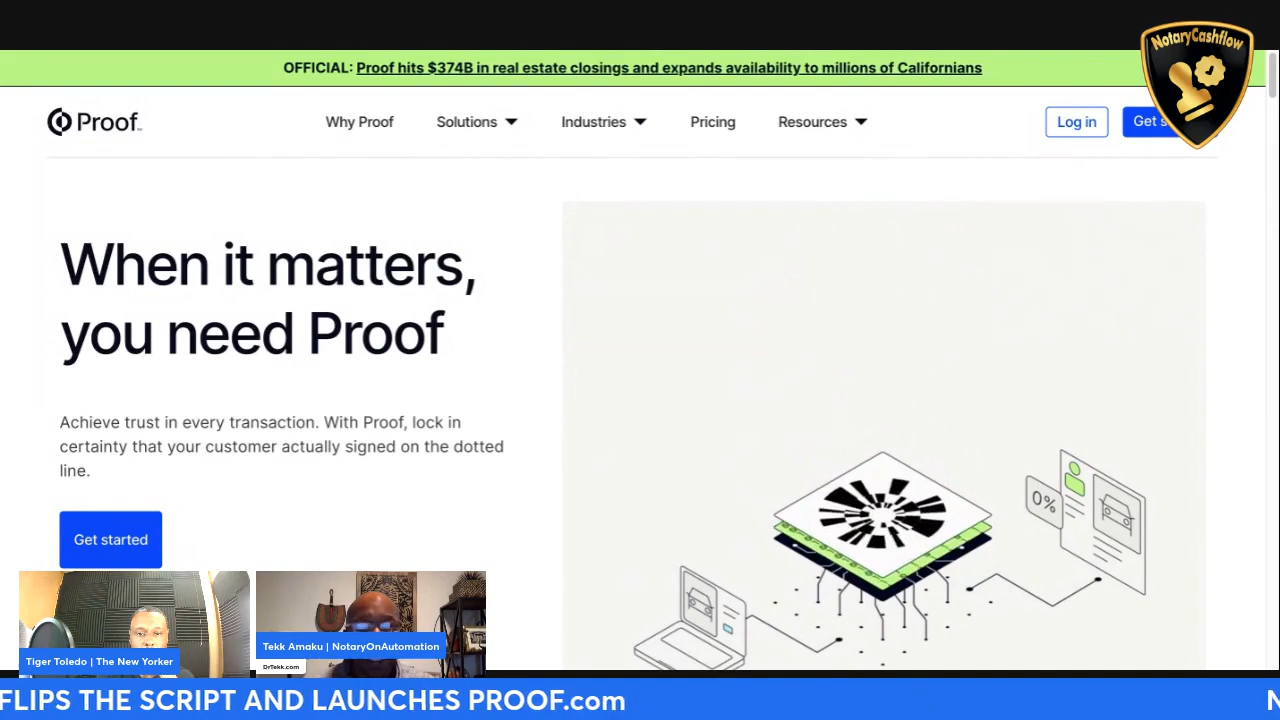 NotaryCashflow
OFFICIAL: Proof hits $374B in real estate closings and expands availability to millions of Californians
Proof
Why Proof
Solutions
Industries
Pricing
Resources
Log in
Get s
When it matters,
you need Proof
Achieve trust in every transaction. With Proof, lock in
certainty that your customer actually signed on the dotted
line.
Get started
0%
Tiger Toledo | The New Yorker
Tekk Amaku | NotaryOnAutomation
DrTekk.com
FLIPS THE SCRIPT AND LAUNCHES PROOF.com
N